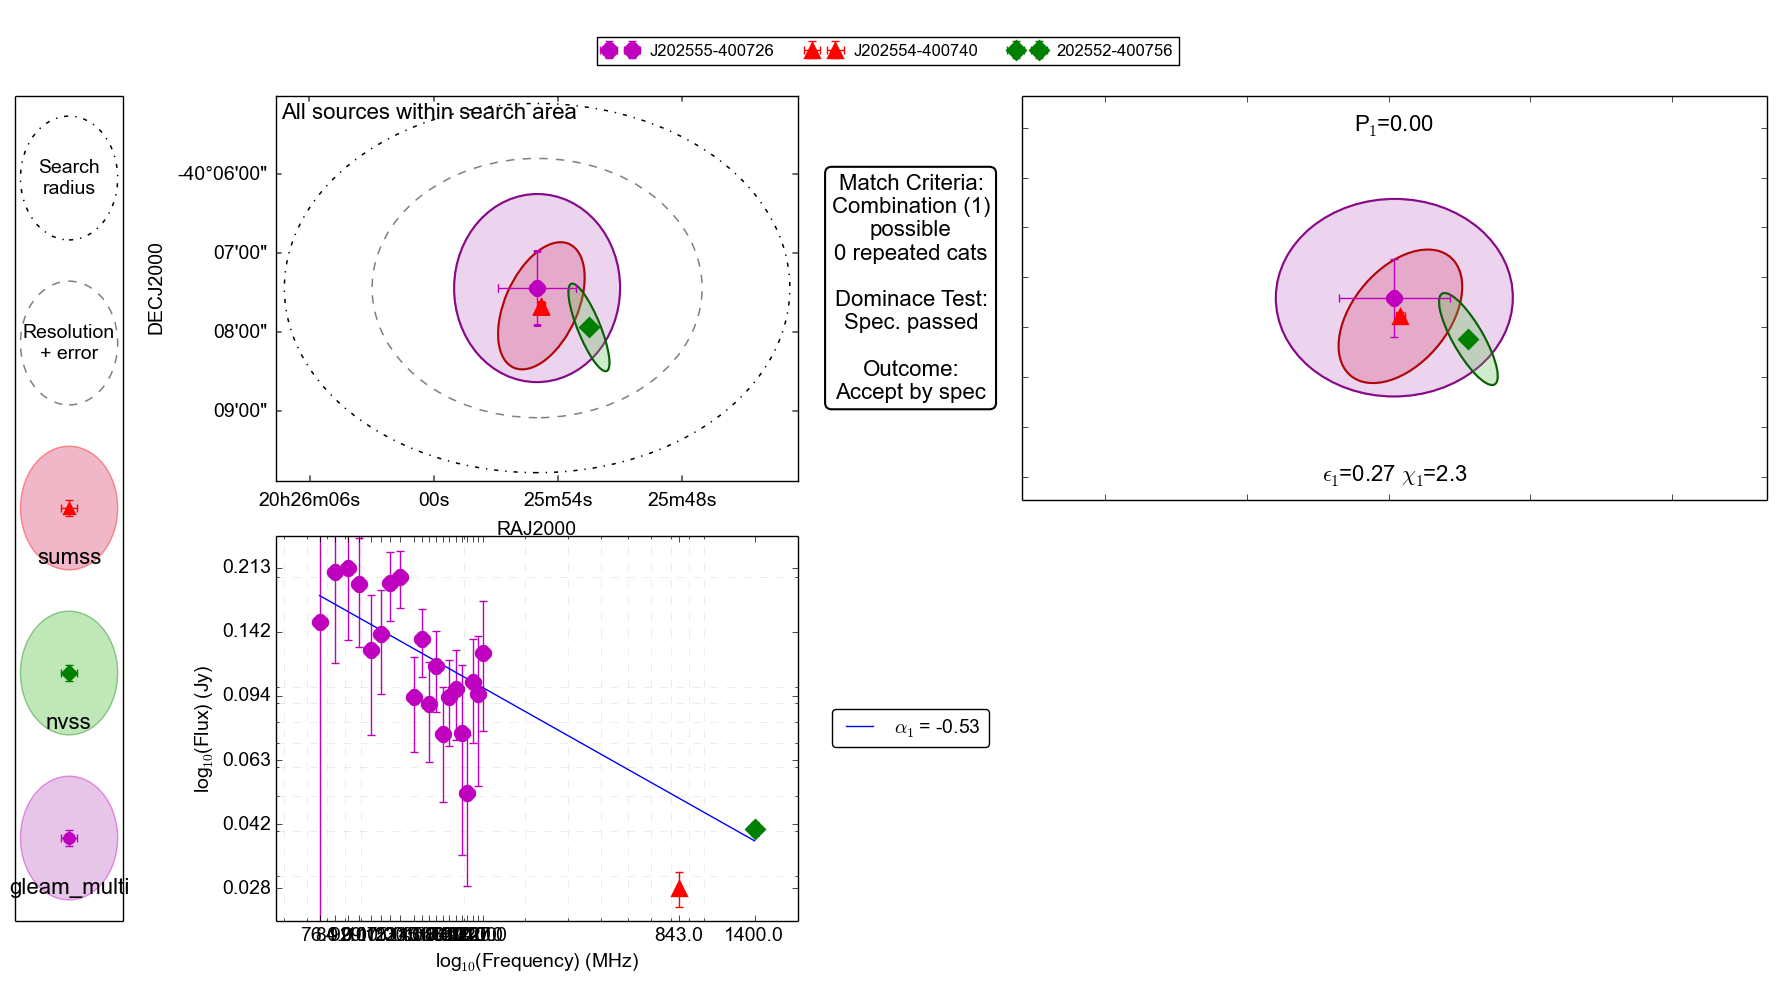 J202555-400726 J202554-400740 202552-400756
Search
radius
Resolution
+ error
sumss
nvss
gleam_multi
All sources within search area
DECJ2000
-40°06'00"
07'00"
08'00"
09'00"
20h26m06s 00s 25m54s 25m48s
RAJ2000
Match Criteria:
Combination (1)
possible
0 repeated cats
Dominace Test:
Spec. passed
Outcome:
Accept by spec
P₁=0.00
ϵ₁=0.27 χ₁=2.3
log₁₀(Flux) (Jy)
0.213
0.142
0.094
0.063
0.042
0.028
843.0 1400.0
log₁₀(Frequency) (MHz)
α₁ = -0.53